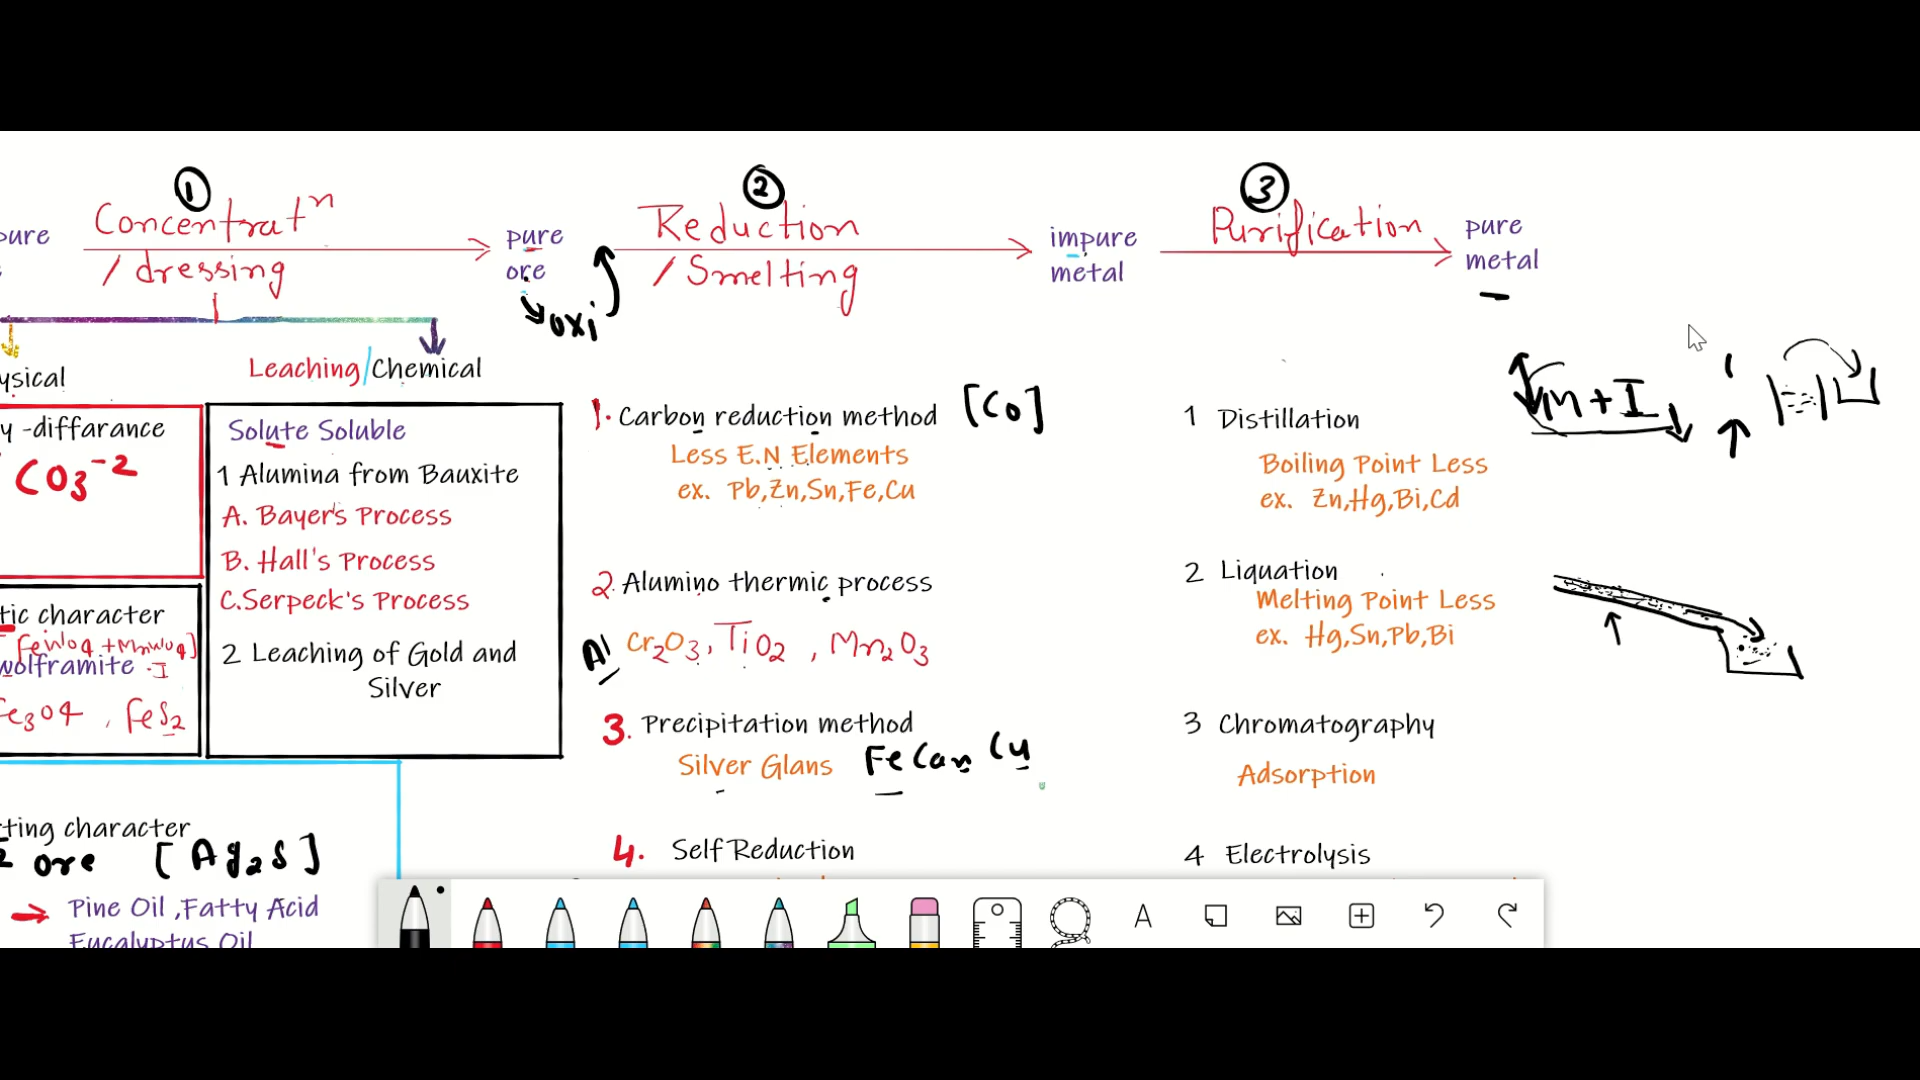 1
Concentratⁿ
/dressing
pure
pure
ore
oxi
2
Reduction
/Smelting
impure
metal
3
Purification
pure
metal
ysical
y -diffarance
CO3⁻²
tic character
wolframite
Fe3O4 , FeS2
ting character
ore [Ag2S]
Pine Oil ,Fatty Acid
Eucalyptus Oil
Leaching/Chemical
Solute Soluble
1 Alumina from Bauxite
A. Bayer's Process
B. Hall's Process
C.Serpeck's Process
2 Leaching of Gold and
Silver
1. Carbon reduction method [CO]
Less E.N Elements
ex. Pb,Zn,Sn,Fe,Cu
2. Alumino thermic process
Al Cr2O3, TiO2 , Mn2O3
3. Precipitation method
Silver Glans Fe Can Cu
4. Self Reduction
1 Distillation
Boiling Point Less
ex. Zn,Hg,Bi,Cd
M + I
2 Liquation
Melting Point Less
ex. Hg,Sn,Pb,Bi
3 Chromatography
Adsorption
4 Electrolysis